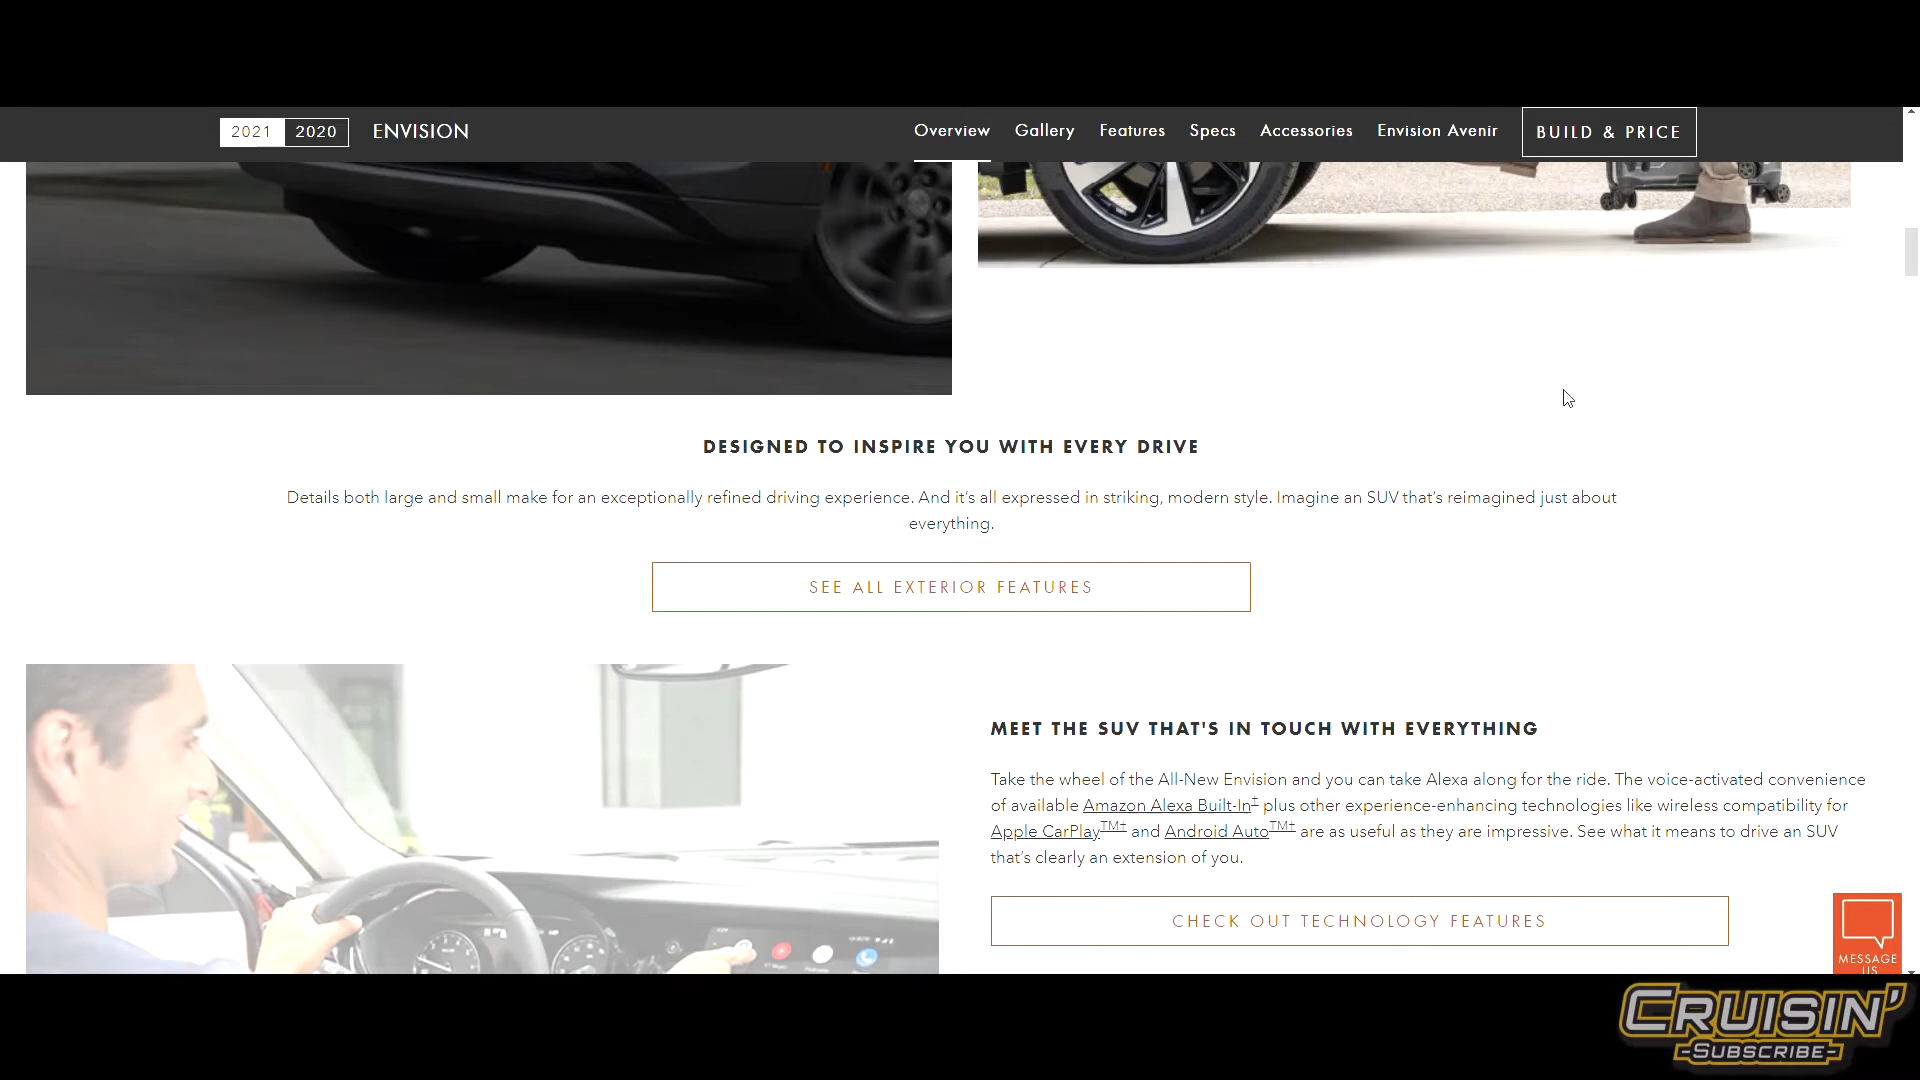 2021 2020 ENVISION Overview Gallery Features Specs Accessories Envision Avenir BUILD & PRICE
DESIGNED TO INSPIRE YOU WITH EVERY DRIVE
Details both large and small make for an exceptionally refined driving experience. And it's all expressed in striking, modern style. Imagine an SUV that's reimagined just about
everything.
SEE ALL EXTERIOR FEATURES
MEET THE SUV THAT'S IN TOUCH WITH EVERYTHING
Take the wheel of the All-New Envision and you can take Alexa along for the ride. The voice-activated convenience
of available Amazon Alexa Built-In‡ plus other experience-enhancing technologies like wireless compatibility for
Apple CarPlay™† and Android Auto™† are as useful as they are impressive. See what it means to drive an SUV
that's clearly an extension of you.
CHECK OUT TECHNOLOGY FEATURES
MESSAGE
US
CRUISIN'
-SUBSCRIBE-